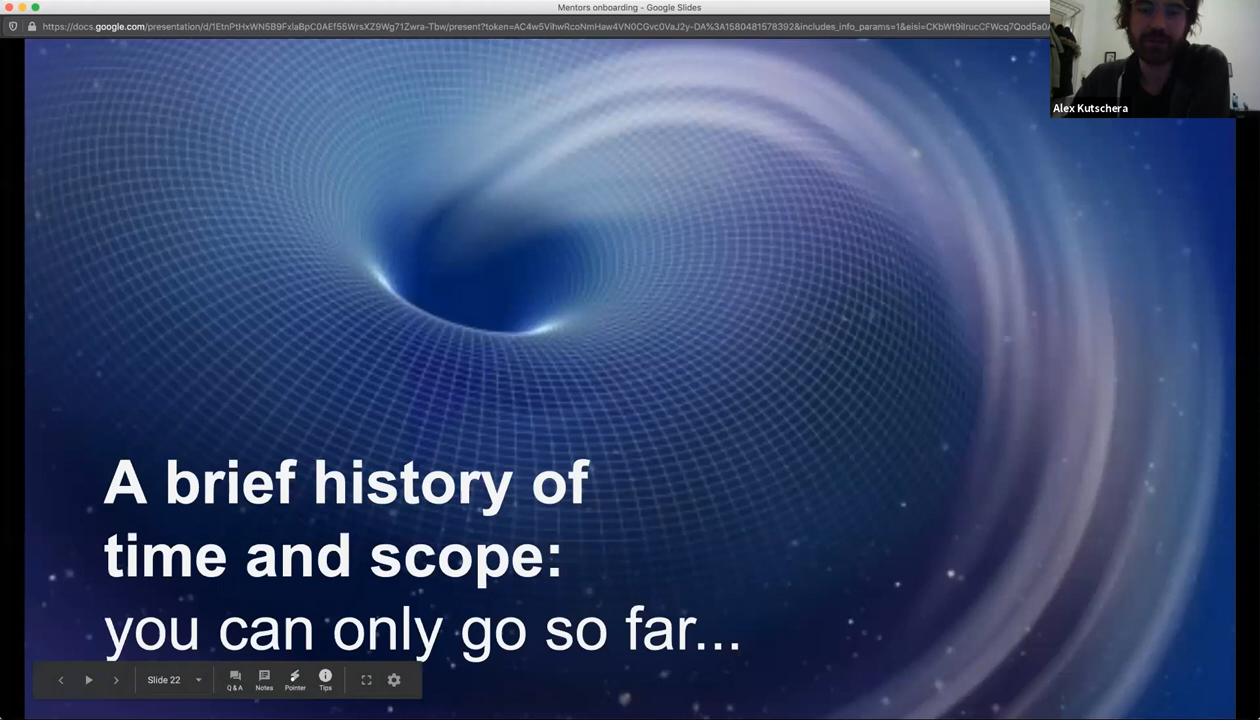 Mentors onboarding - Google Slides
Alex Kutschera
A brief history of
time and scope:
you can only go so far...
Slide 22
Q & A
Notes
Pointer
Tips